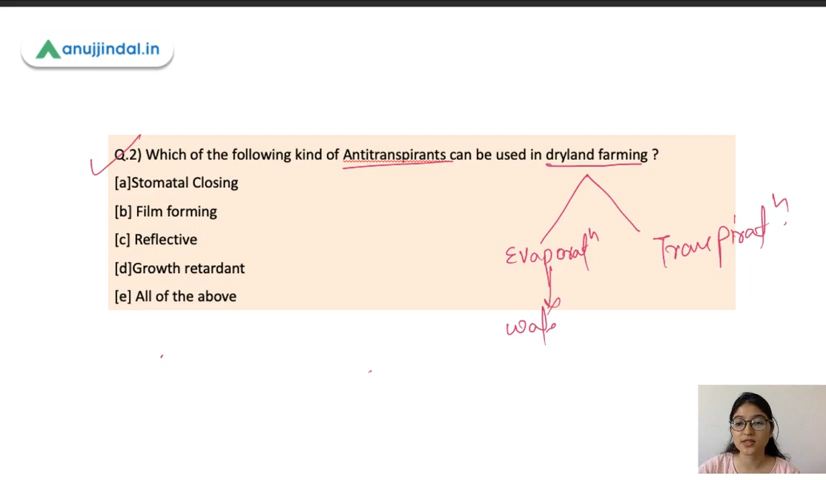 anujjindal.in
Q.2) Which of the following kind of Antitranspirants can be used in dryland farming ?
[a]Stomatal Closing
[b] Film forming
[c] Reflective
[d]Growth retardant
[e] All of the above
Evaporatn Transpiratn
wate